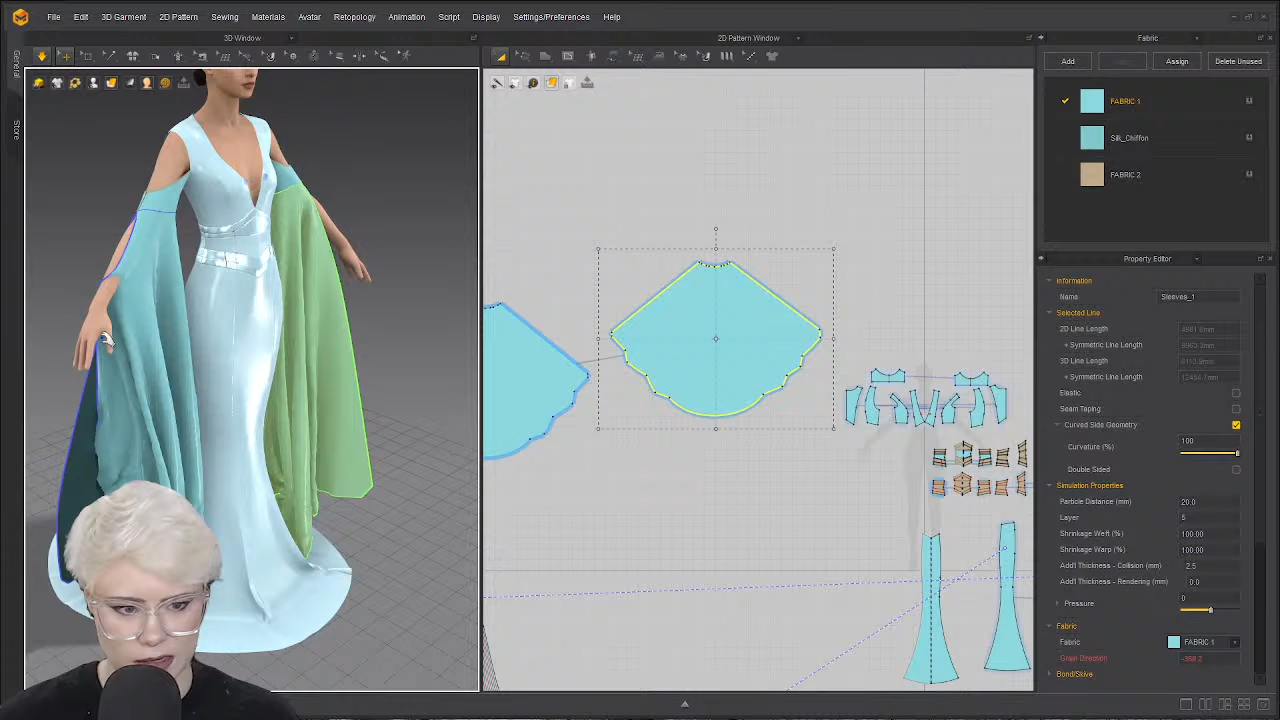 File Edit 3D Garment 2D Pattern Sewing Materials Avatar Retopology Animation Script Display Settings/Preferences Help
General
Store
3D Window
2D Pattern Window
Fabric
Add Assign Delete Unused
FABRIC 1
Silk_Chiffon
FABRIC 2
Property Editor
Information
Name Sleeves_1
Selected Line
2D Line Length
+ Symmetric Line Length
3D Line Length
+ Symmetric Line Length
Elastic
Seam Taping
Curved Side Geometry
Curvature (%) 100
Double Sided
Simulation Properties
Particle Distance (mm) 20.0
Layer 5
Shrinkage Weft (%) 100.00
Shrinkage Warp (%) 100.00
Add'l Thickness - Collision (mm) 2.5
Add'l Thickness - Rendering (mm) 0.0
Pressure 0
Fabric
Fabric FABRIC 1
Grain Direction -358.2
Bond/Skive